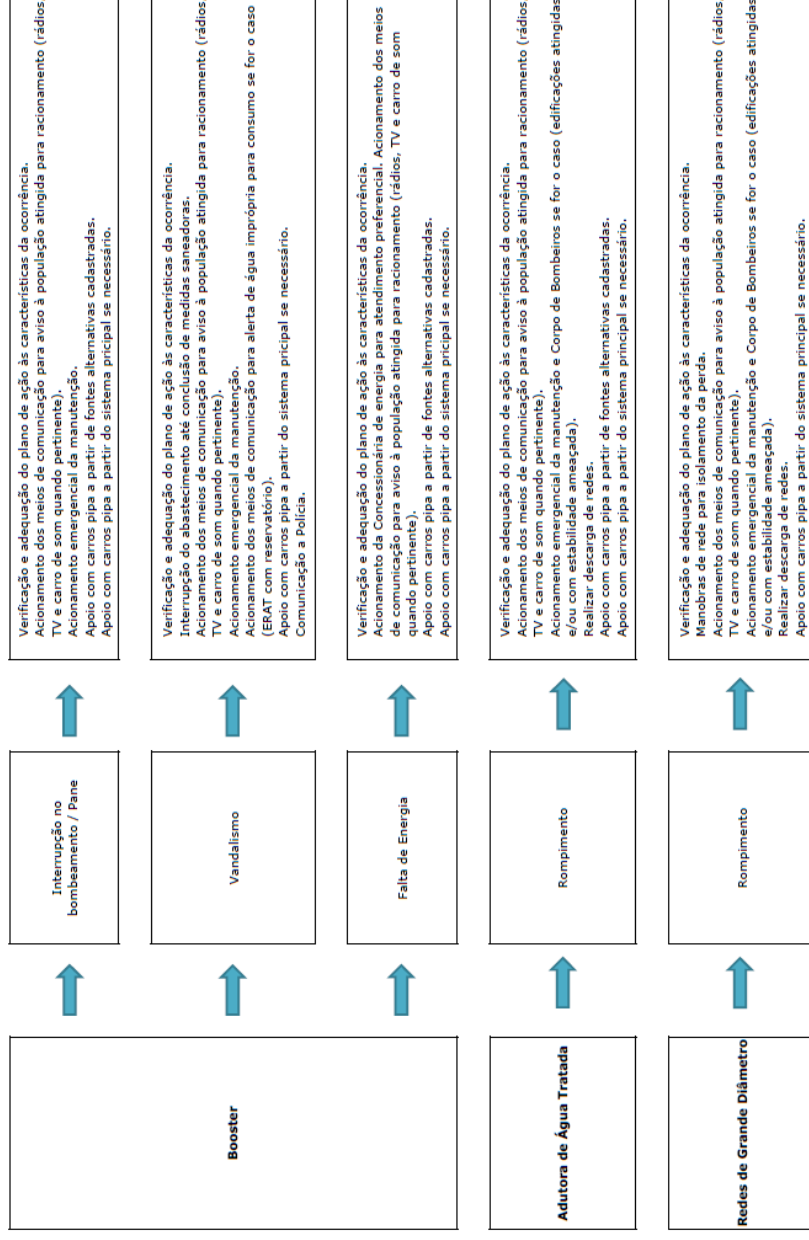 Booster
Interrupção no
bombeamento / Pane
Verificação e adequação do plano de ação às características da ocorrência.
Acionamento dos meios de comunicação para aviso à população atingida para racionamento (rádios,
TV e carro de som quando pertinente).
Acionamento emergencial da manutenção.
Apoio com carros pipa a partir de fontes alternativas cadastradas.
Apoio com carros pipa a partir do sistema pricipal se necessário.
Vandalismo
Verificação e adequação do plano de ação às características da ocorrência.
Interrupção do abastecimento até conclusão de medidas saneadoras.
Acionamento dos meios de comunicação para aviso à população atingida para racionamento (rádios,
TV e carro de som quando pertinente).
Acionamento emergencial da manutenção.
Acionamento dos meios de comunicação para alerta de água imprópria para consumo se for o caso
(ERAT com reservatório).
Apoio com carros pipa a partir do sistema pricipal se necessário.
Comunicação a Polícia.
Falta de Energia
Verificação e adequação do plano de ação às características da ocorrência.
Acionamento da Concessionária de energia para atendimento preferencial. Acionamento dos meios
de comunicação para aviso à população atingida para racionamento (rádios, TV e carro de som
quando pertinente).
Apoio com carros pipa a partir de fontes alternativas cadastradas.
Apoio com carros pipa a partir do sistema pricipal se necessário.
Adutora de Água Tratada
Rompimento
Verificação e adequação do plano de ação às características da ocorrência.
Acionamento dos meios de comunicação para aviso à população atingida para racionamento (rádios,
TV e carro de som quando pertinente).
Acionamento emergencial da manutenção e Corpo de Bombeiros se for o caso (edificações atingidas
e/ou com estabilidade ameaçada).
Realizar descarga de redes.
Apoio com carros pipa a partir de fontes alternativas cadastradas.
Apoio com carros pipa a partir do sistema principal se necessário.
Redes de Grande Diâmetro
Rompimento
Verificação e adequação do plano de ação às características da ocorrência.
Manobras de rede para isolamento da perda.
Acionamento dos meios de comunicação para aviso à população atingida para racionamento (rádios,
TV e carro de som quando pertinente).
Acionamento emergencial da manutenção e Corpo de Bombeiros se for o caso (edificações atingidas
e/ou com estabilidade ameaçada).
Realizar descarga de redes.
Apoio com carros pipa a partir do sistema principal se necessário.